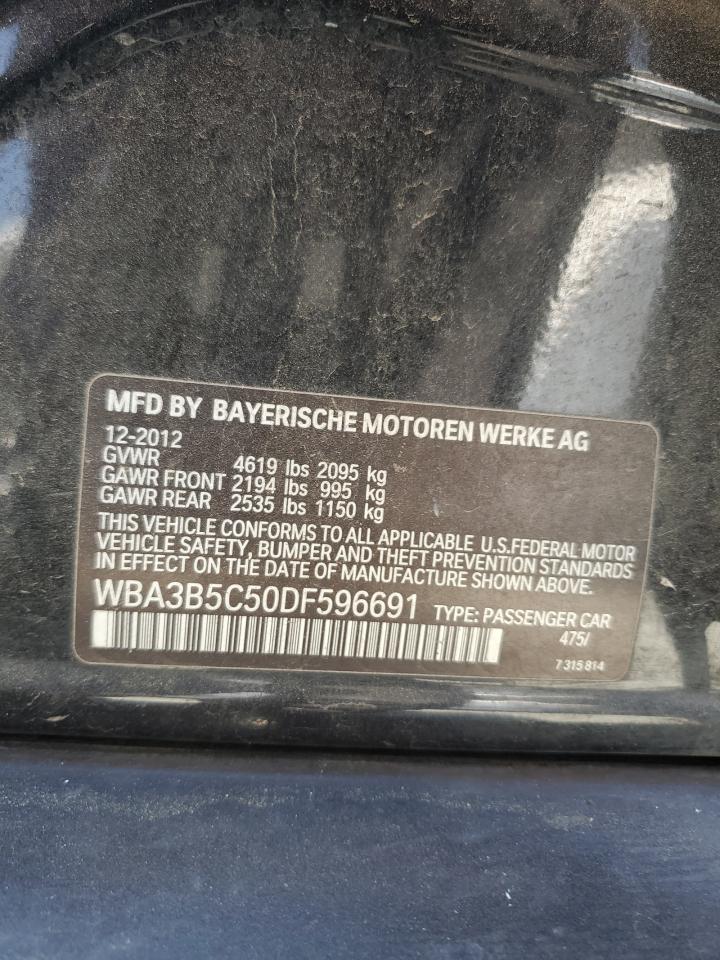 MFD BY BAYERISCHE MOTOREN WERKE AG
12-2012
GVWR 4619 lbs 2095 kg
GAWR FRONT 2194 lbs 995 kg
GAWR REAR 2535 lbs 1150 kg
THIS VEHICLE CONFORMS TO ALL APPLICABLE U.S.FEDERAL MOTOR
VEHICLE SAFETY, BUMPER AND THEFT PREVENTION STANDARDS
IN EFFECT ON THE DATE OF MANUFACTURE SHOWN ABOVE.
WBA3B5C50DF596691 TYPE: PASSENGER CAR
475/
7 315 814